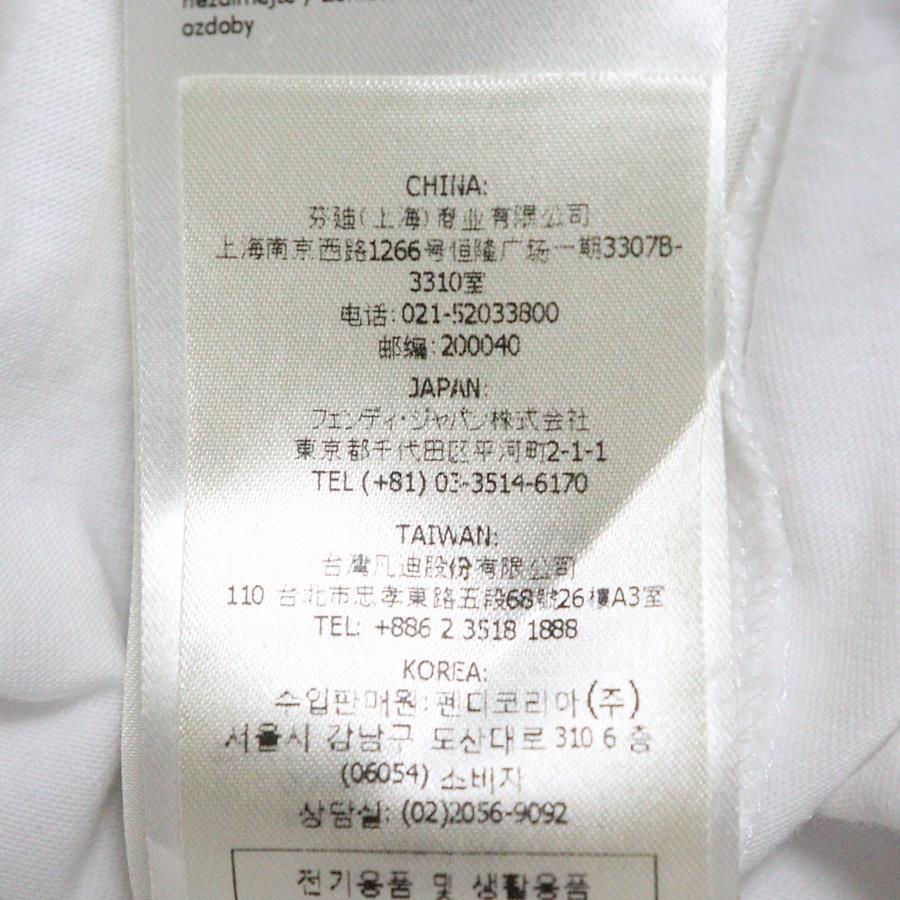 ozdoby
CHINA:
芬迪(上海)商业有限公司
上海南京西路1266号恒隆广场一期3307B-
3310室
电话:021-52033800
邮编:200040
JAPAN:
フェンディ・ジャパン株式会社
東京都千代田区平河町2-1-1
TEL (+81) 03-3514-6170
TAIWAN:
台灣凡迪股份有限公司
110 台北市忠孝東路五段68號26樓A3室
TEL: +886 2 3518 1888
KOREA:
수입판매원:펜디코리아(주)
서울시 강남구 도산대로 310 6 층
(06054) 소비자
상담실: (02)2056-9092
전기용품 및 생활용품